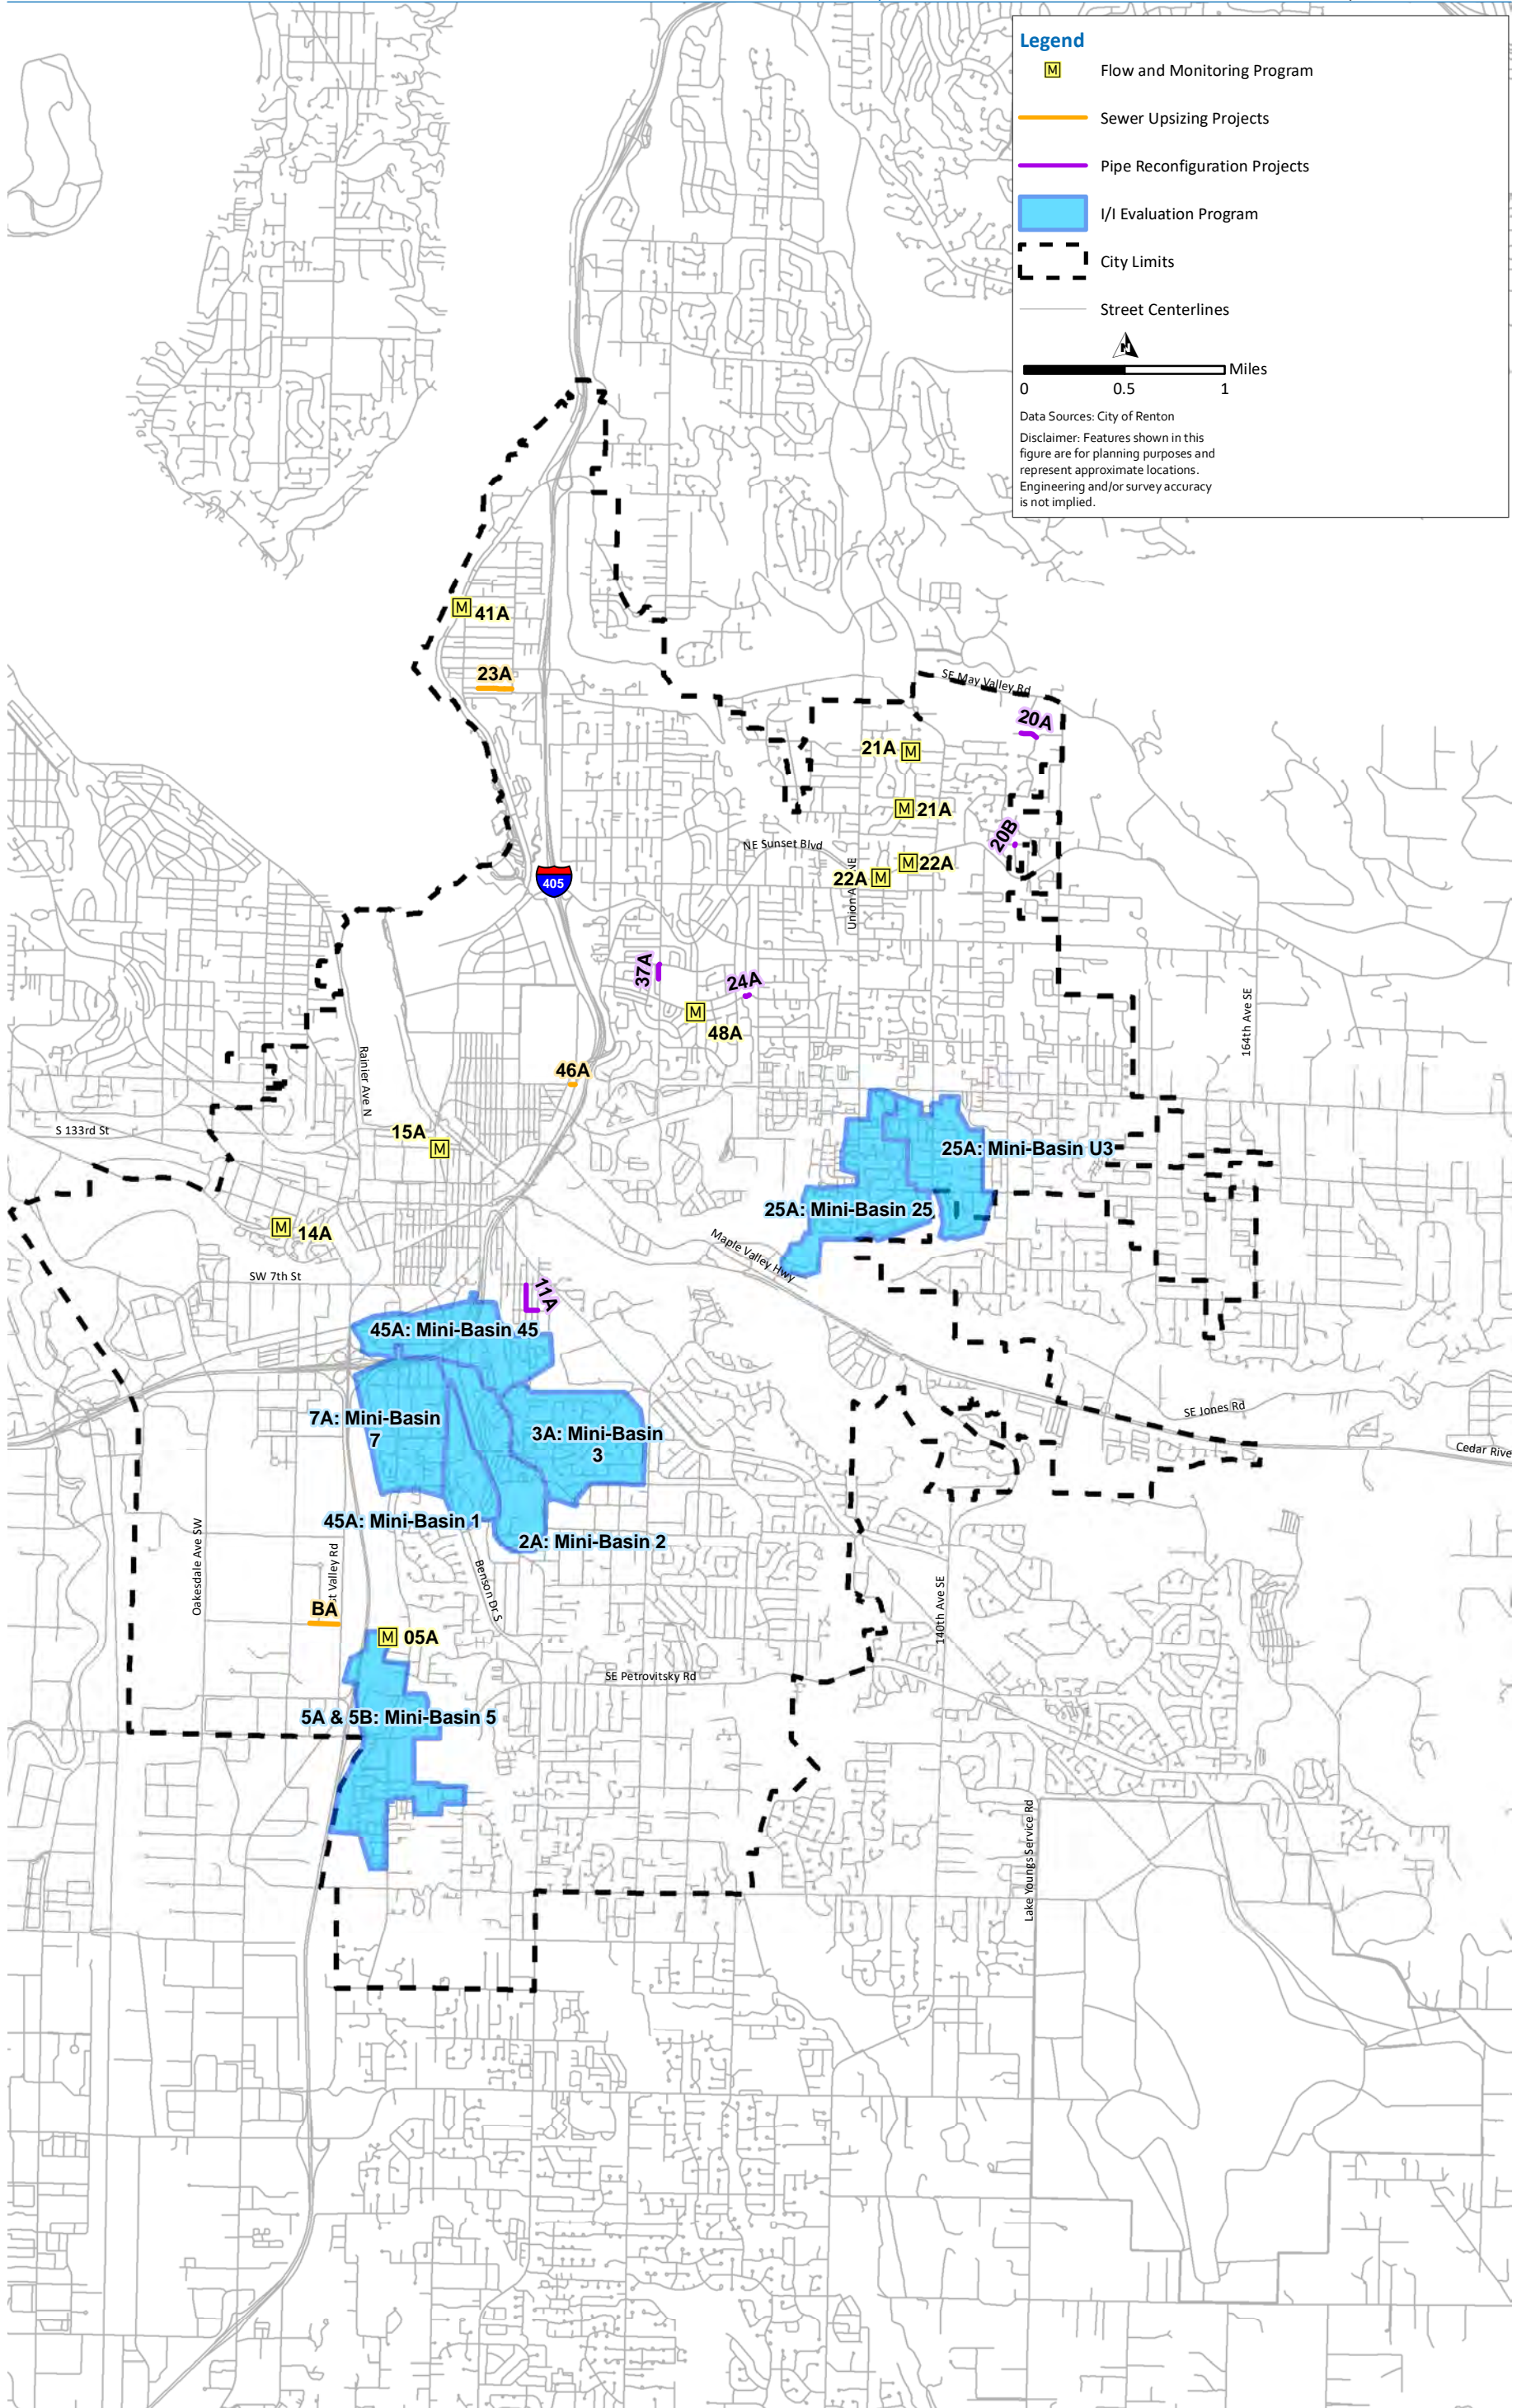 Legend
M Flow and Monitoring Program
Sewer Upsizing Projects
Pipe Reconfiguration Projects
I/I Evaluation Program
City Limits
Street Centerlines
N
Miles
0 0.5 1
Data Sources: City of Renton
Disclaimer: Features shown in this
figure are for planning purposes and
represent approximate locations.
Engineering and/or survey accuracy
is not implied.
M 41A
23A
SE May Valley Rd
20A
21A M
M 21A
20B
NE Sunset Blvd
M 22A
22A M
Union
NE
405
37A
24A
M
48A
164th Ave SE
Rainier Ave N
46A
S 133rd St
15A
M
25A: Mini-Basin U3
25A: Mini-Basin 25
M 14A
Maple Valley Hwy
SW 7th St
11A
45A: Mini-Basin 45
SE Jones Rd
7A: Mini-Basin
7
3A: Mini-Basin
3
Cedar Rive
45A: Mini-Basin 1
2A: Mini-Basin 2
Oakesdale Ave SW
Valley Rd
Benson Dr S
140th Ave SE
BA
M 05A
SE Petrovitsky Rd
5A & 5B: Mini-Basin 5
Lake Youngs Service Rd